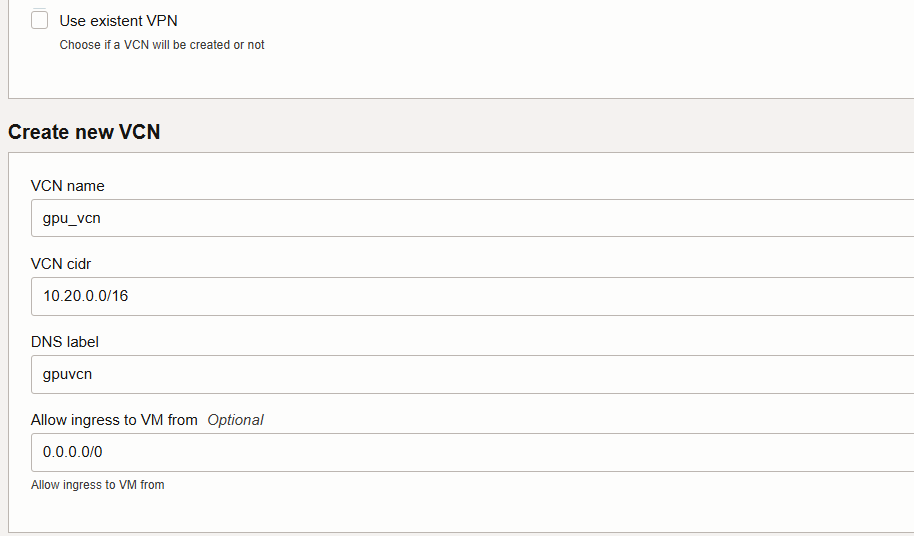 Use existent VPN
Choose if a VCN will be created or not
Create new VCN
VCN name
gpu_vcn
VCN cidr
10.20.0.0/16
DNS label
gpuvcn
Allow ingress to VM from Optional
0.0.0.0/0
Allow ingress to VM from